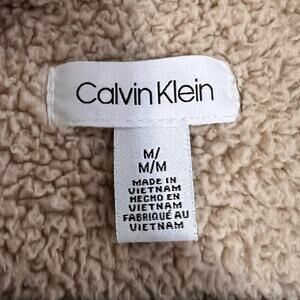 Calvin Klein
M/
M/M
MADE IN
VIETNAM
HECHO EN
VIETNAM
FABRIQUÉ AU
VIETNAM